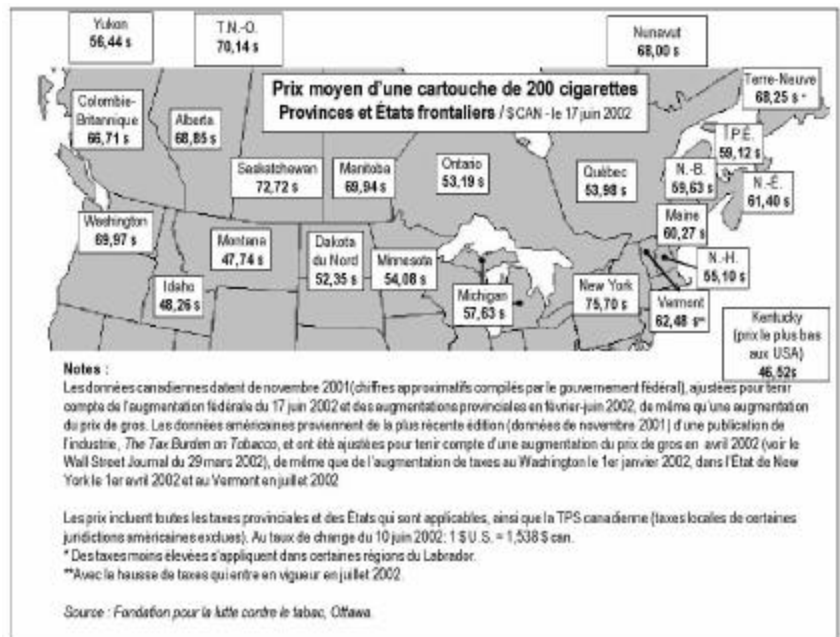 Yukon
56,44 $
T.N.-O.
70,14 $
Nunavut
68,00 $
Prix moyen d'une cartouche de 200 cigarettes
Provinces et États frontaliers / $ CAN - le 17 juin 2002
Terre-Neuve
68,25 $ *
Colombie-
Britannique
66,71 $
Alberta
68,85 $
Saskatchewan
72,72 $
Manitoba
69,94 $
Ontario
53,19 $
Québec
53,98 $
I.P.É.
59,12 $
N.-B.
59,63 $
N.-É.
61,40 $
Washington
69,97 $
Montana
47,74 $
Idaho
48,26 $
Dakota
du Nord
52,35 $
Minnesota
54,08 $
Michigan
57,63 $
New York
75,70 $
Maine
60,27 $
N.-H.
55,10 $
Vermont
62,48 $**
Kentucky
(prix le plus bas
aux USA)
46,52$
Notes :
Les données canadiennes datent de novembre 2001(chiffres approximatifs compilés par le gouvernement fédéral), ajustées pour tenir
compte de l'augmentation fédérale du 17 juin 2002 et des augmentations provinciales en février-juin 2002, de même qu'une augmentation
du prix de gros. Les données américaines proviennent de la plus récente édition (données de novembre 2001) d'une publication de
l'industrie, The Tax Burden on Tobacco, et ont été ajustées pour tenir compte d'une augmentation du prix de gros en avril 2002 (voir le
Wall Street Journal du 29 mars 2002), de même que de l'augmentation de taxes au Washington le 1er janvier 2002, dans l'État de New
York le 1er avril 2002 et au Vermont en juillet 2002
Les prix incluent toutes les taxes provinciales et des États qui sont applicables, ainsi que la TPS canadienne (taxes locales de certaines
juridictions américaines exclues). Au taux de change du 10 juin 2002: 1 $ U.S. = 1,538 $ can.
* Des taxes moins élevées s'appliquent dans certaines régions du Labrador.
**Avec la hausse de taxes qui entre en vigueur en juillet 2002.
Source : Fondation pour la lutte contre le tabac, Ottawa.